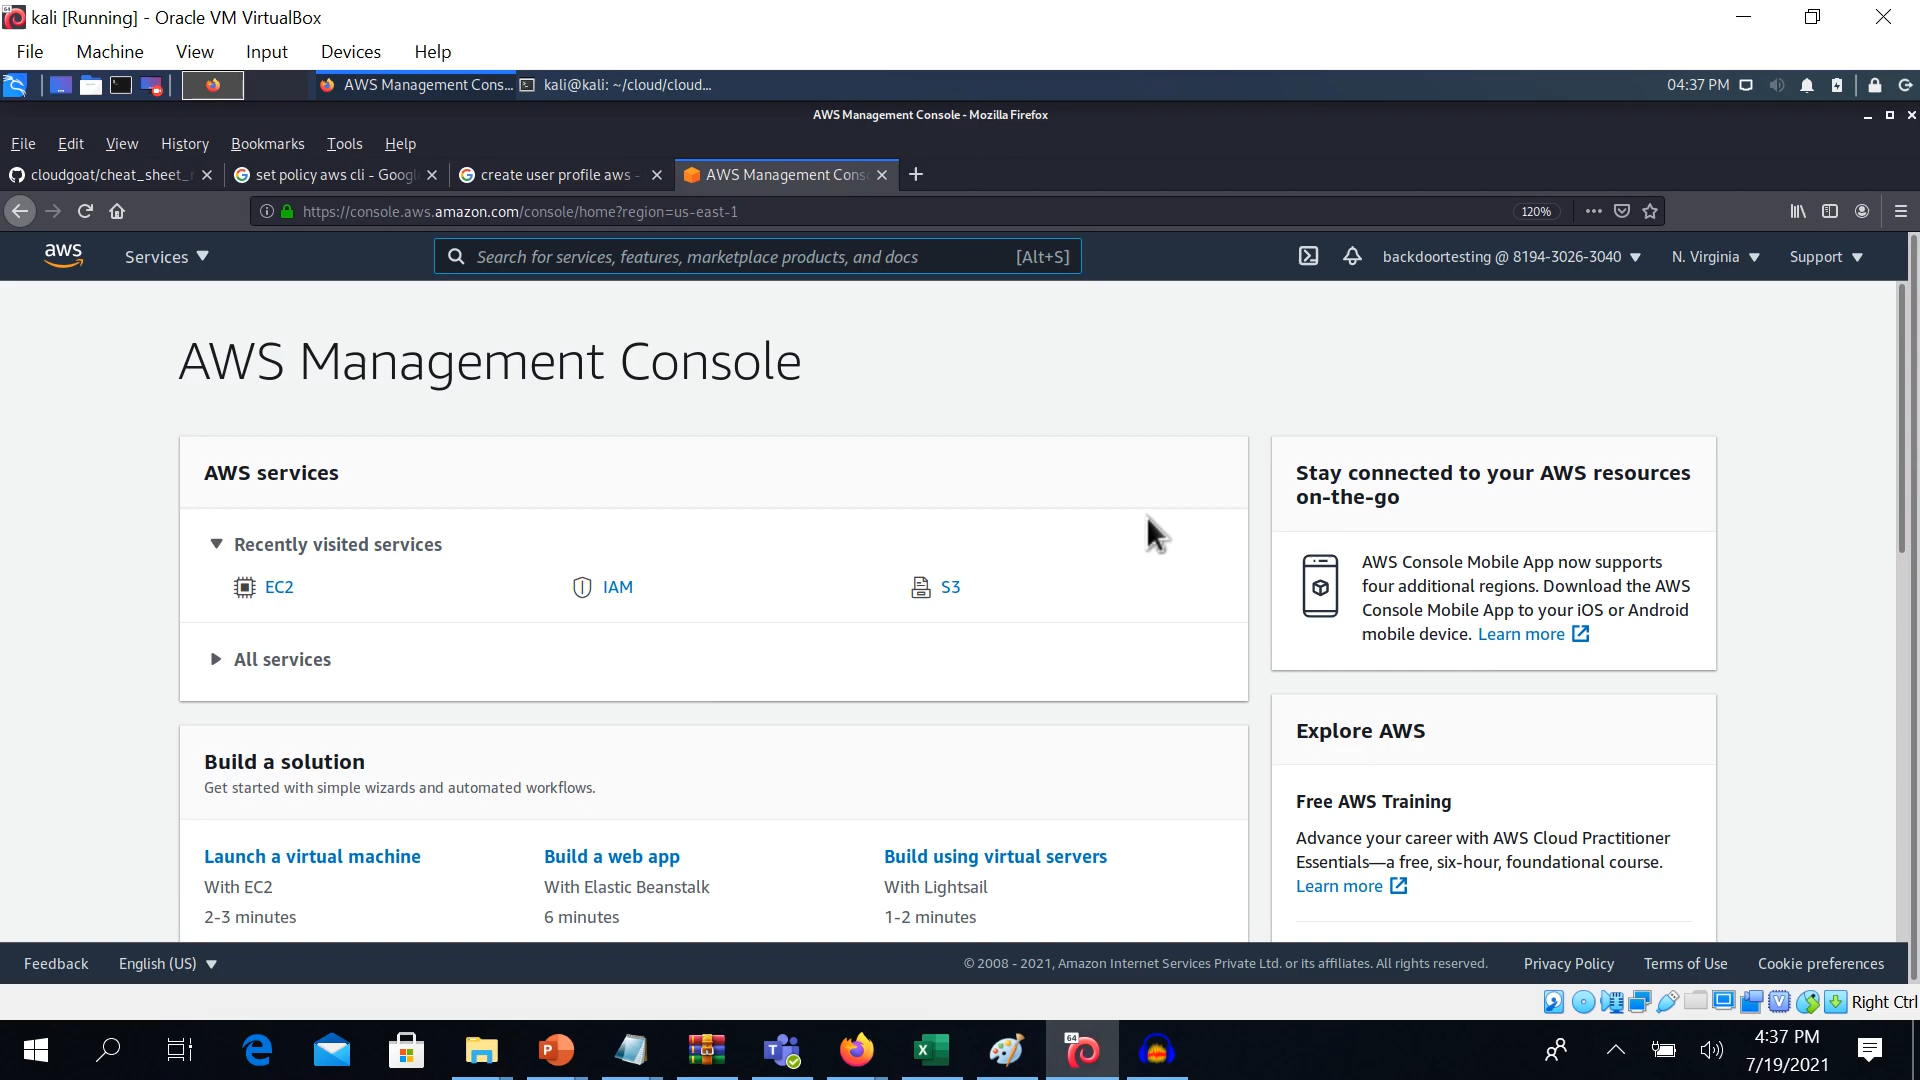 kali [Running] - Oracle VM VirtualBox
File Machine View Input Devices Help
AWS Management Cons... kali@kali: ~/cloud/cloud... 04:37 PM
AWS Management Console - Mozilla Firefox
File Edit View History Bookmarks Tools Help
cloudgoat/cheat_sheet_ set policy aws cli - Googl create user profile aws - AWS Management Conso
https://console.aws.amazon.com/console/home?region=us-east-1 120%
aws Services Search for services, features, marketplace products, and docs [Alt+S] backdoortesting @ 8194-3026-3040 N. Virginia Support
AWS Management Console
AWS services
Recently visited services
EC2 IAM S3
All services
Build a solution
Get started with simple wizards and automated workflows.
Launch a virtual machine
With EC2
2-3 minutes
Build a web app
With Elastic Beanstalk
6 minutes
Build using virtual servers
With Lightsail
1-2 minutes
Stay connected to your AWS resources
on-the-go
AWS Console Mobile App now supports
four additional regions. Download the AWS
Console Mobile App to your iOS or Android
mobile device. Learn more
Explore AWS
Free AWS Training
Advance your career with AWS Cloud Practitioner
Essentials—a free, six-hour, foundational course.
Learn more
Feedback English (US) © 2008 - 2021, Amazon Internet Services Private Ltd. or its affiliates. All rights reserved. Privacy Policy Terms of Use Cookie preferences
Right Ctrl
4:37 PM
7/19/2021